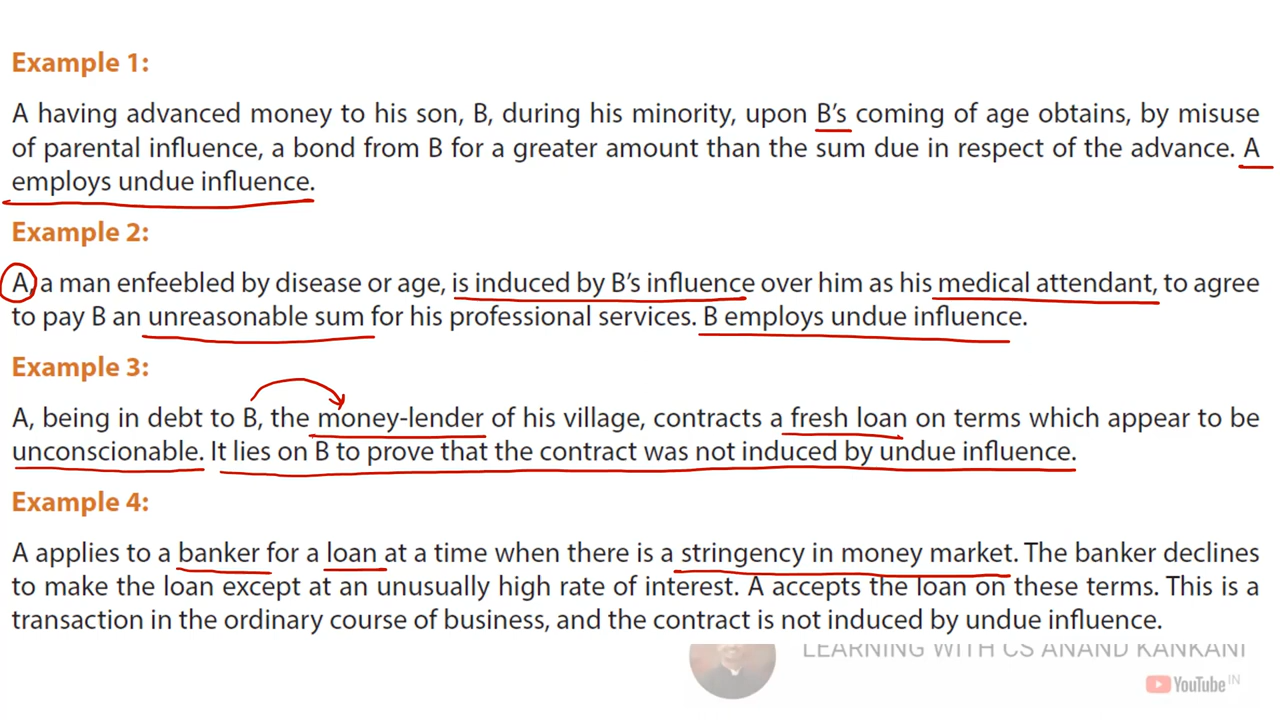 Example 1:
A having advanced money to his son, B, during his minority, upon B's coming of age obtains, by misuse
of parental influence, a bond from B for a greater amount than the sum due in respect of the advance. A
employs undue influence.
Example 2:
A, a man enfeebled by disease or age, is induced by B's influence over him as his medical attendant, to agree
to pay B an unreasonable sum for his professional services. B employs undue influence.
Example 3:
A, being in debt to B, the money-lender of his village, contracts a fresh loan on terms which appear to be
unconscionable. It lies on B to prove that the contract was not induced by undue influence.
Example 4:
A applies to a banker for a loan at a time when there is a stringency in money market. The banker declines
to make the loan except at an unusually high rate of interest. A accepts the loan on these terms. This is a
transaction in the ordinary course of business, and the contract is not induced by undue influence.
LEARNING WITH CS ANAND KANKANI
YouTube IN